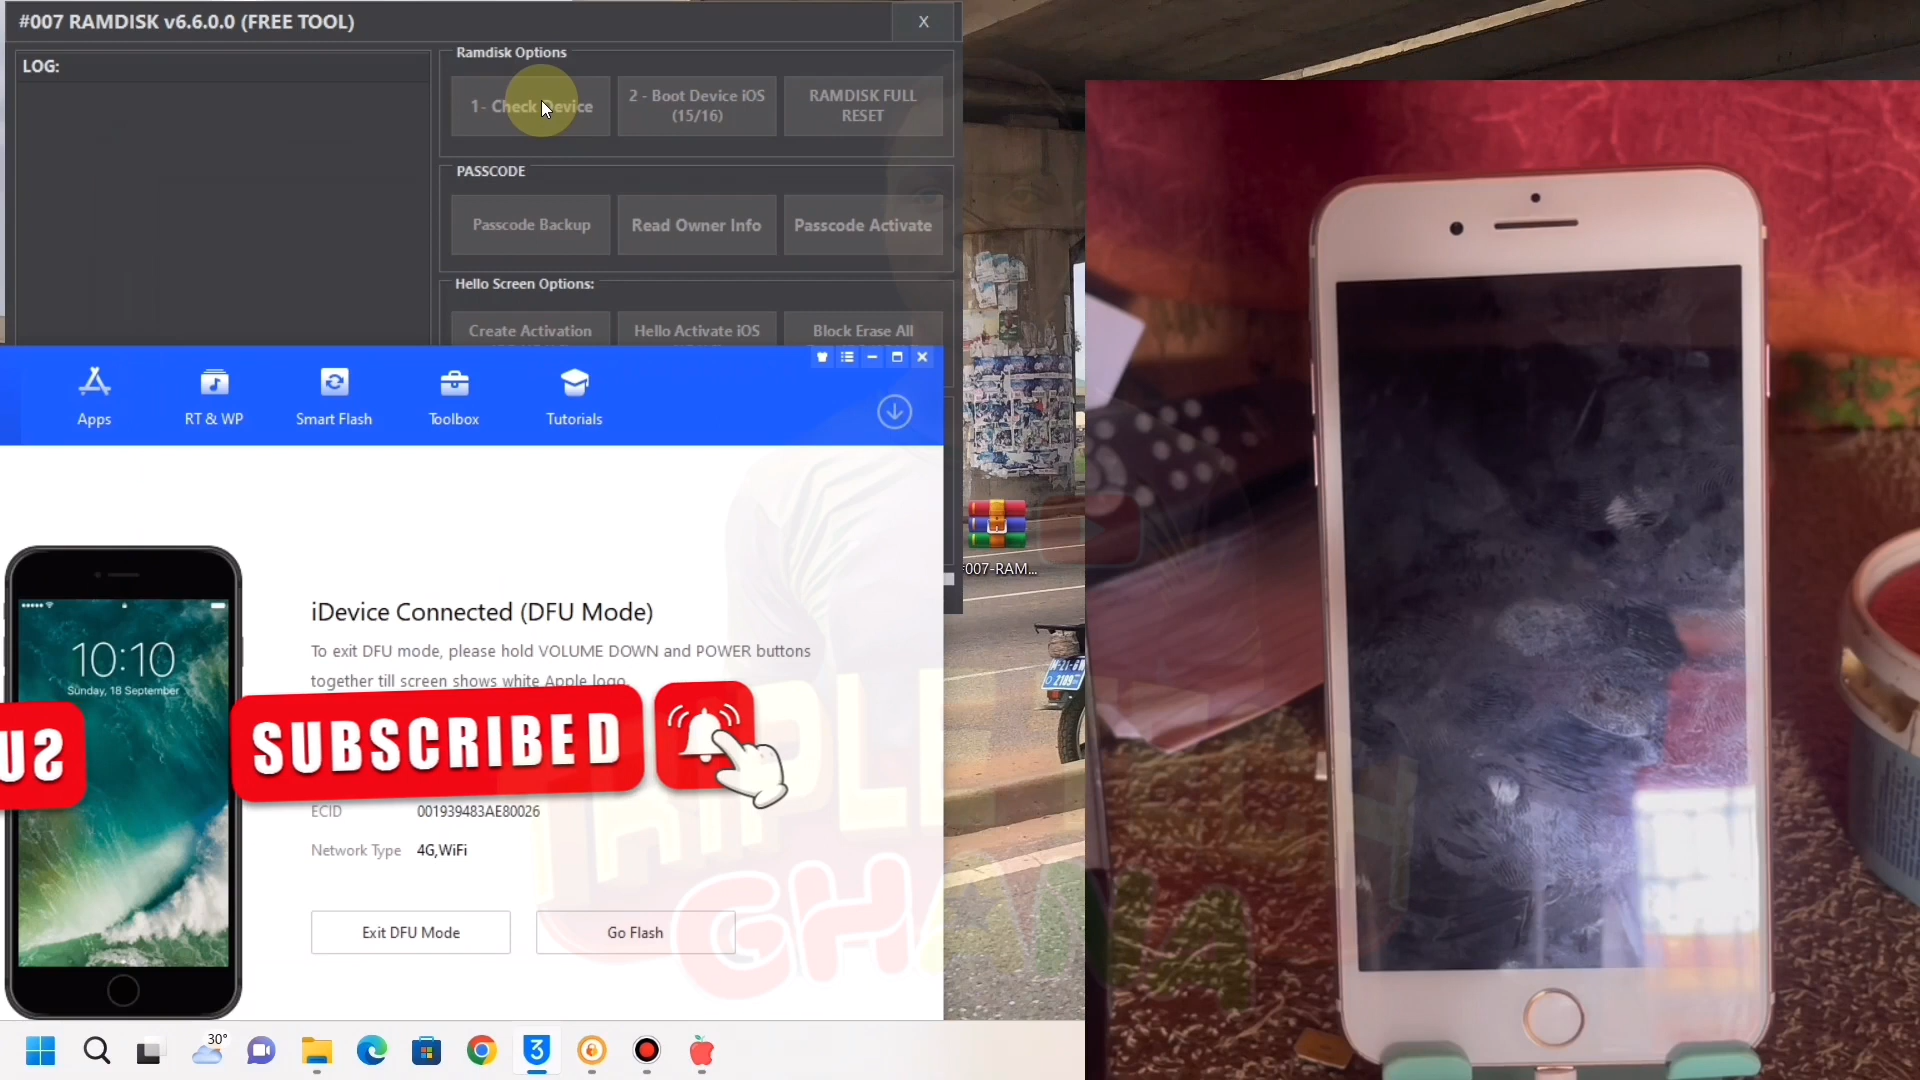 #007 RAMDISK v6.6.0.0 (FREE TOOL)
X
LOG:
Ramdisk Options
1- Check Device
2 - Boot Device iOS
(15/16)
RAMDISK FULL
RESET
PASSCODE
Passcode Backup
Read Owner Info
Passcode Activate
Hello Screen Options:
Create Activation
Hello Activate iOS
Block Erase All
Apps
RT & WP
Smart Flash
Toolbox
Tutorials
10:10
Sunday, 18 September
iDevice Connected (DFU Mode)
To exit DFU mode, please hold VOLUME DOWN and POWER buttons
together till screen shows white Apple logo.
SUBSCRIBED
ECID 001939483AE80026
Network Type 4G,WiFi
Exit DFU Mode
Go Flash
TRIPLE
GHANA
007-RAM...
30°